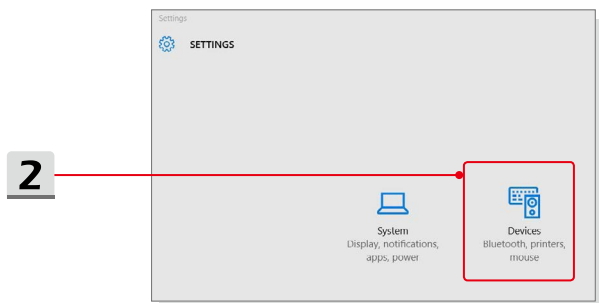 Settings
SETTINGS
2
System
Display, notifications,
apps, power
Devices
Bluetooth, printers,
mouse